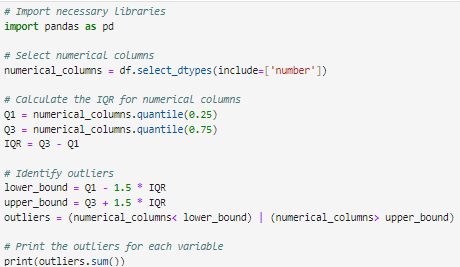 # Import necessary libraries
import pandas as pd
# Select numerical columns
numerical_columns = df.select_dtypes(include=['number'])
# Calculate the IQR for numerical columns
Q1 = numerical_columns.quantile(0.25)
Q3 = numerical_columns.quantile(0.75)
IQR = Q3 - Q1
# Identify outliers
lower_bound = Q1 - 1.5 * IQR
upper_bound = Q3 + 1.5 * IQR
outliers = (numerical_columns< lower_bound) | (numerical_columns> upper_bound)
# Print the outliers for each variable
print(outliers.sum())